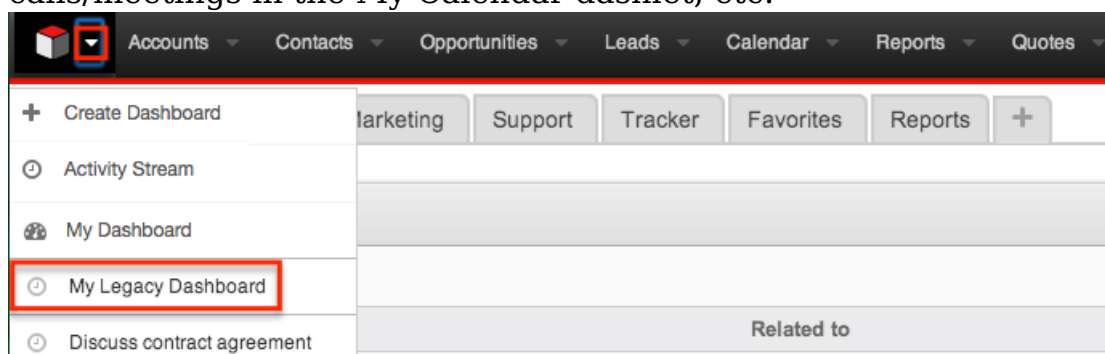 Accounts Contacts Opportunities Leads Calendar Reports Quotes
Create Dashboard
Marketing Support Tracker Favorites Reports +
Activity Stream
My Dashboard
My Legacy Dashboard
Related to
Discuss contract agreement